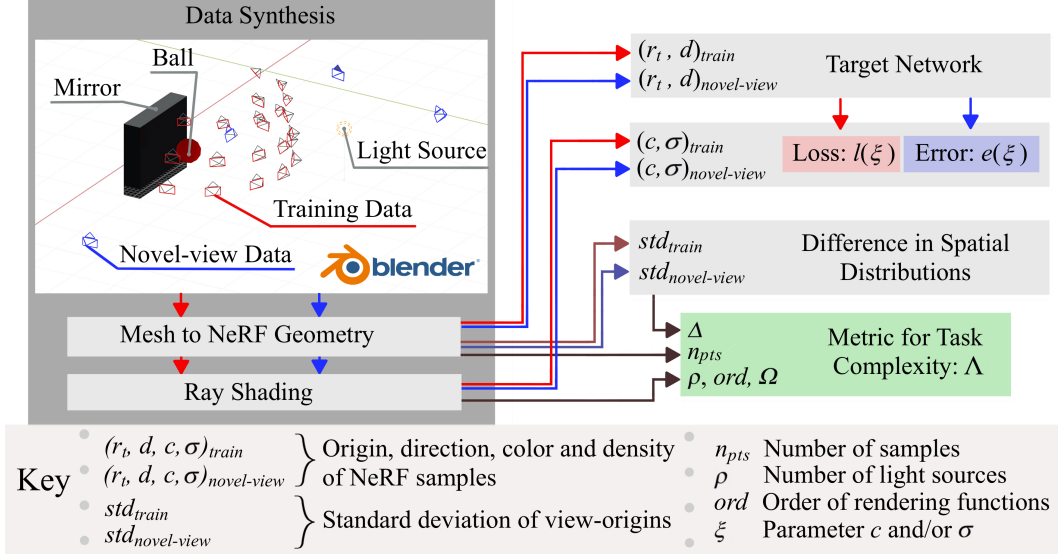 Data Synthesis
Ball
Mirror
Light Source
Training Data
Novel-view Data
blender
Mesh to NeRF Geometry
Ray Shading
(r_t , d)_train
(r_t , d)_novel-view
Target Network
(c, σ)_train
(c, σ)_novel-view
Loss: l(ξ)
Error: e(ξ)
std_train
std_novel-view
Difference in Spatial
Distributions
Δ
n_pts
ρ, ord, Ω
Metric for Task
Complexity: Λ
Key
(r_t, d, c, σ)_train
(r_t, d, c, σ)_novel-view
Origin, direction, color and density
of NeRF samples
std_train
std_novel-view
Standard deviation of view-origins
n_pts Number of samples
ρ Number of light sources
ord Order of rendering functions
ξ Parameter c and/or σ